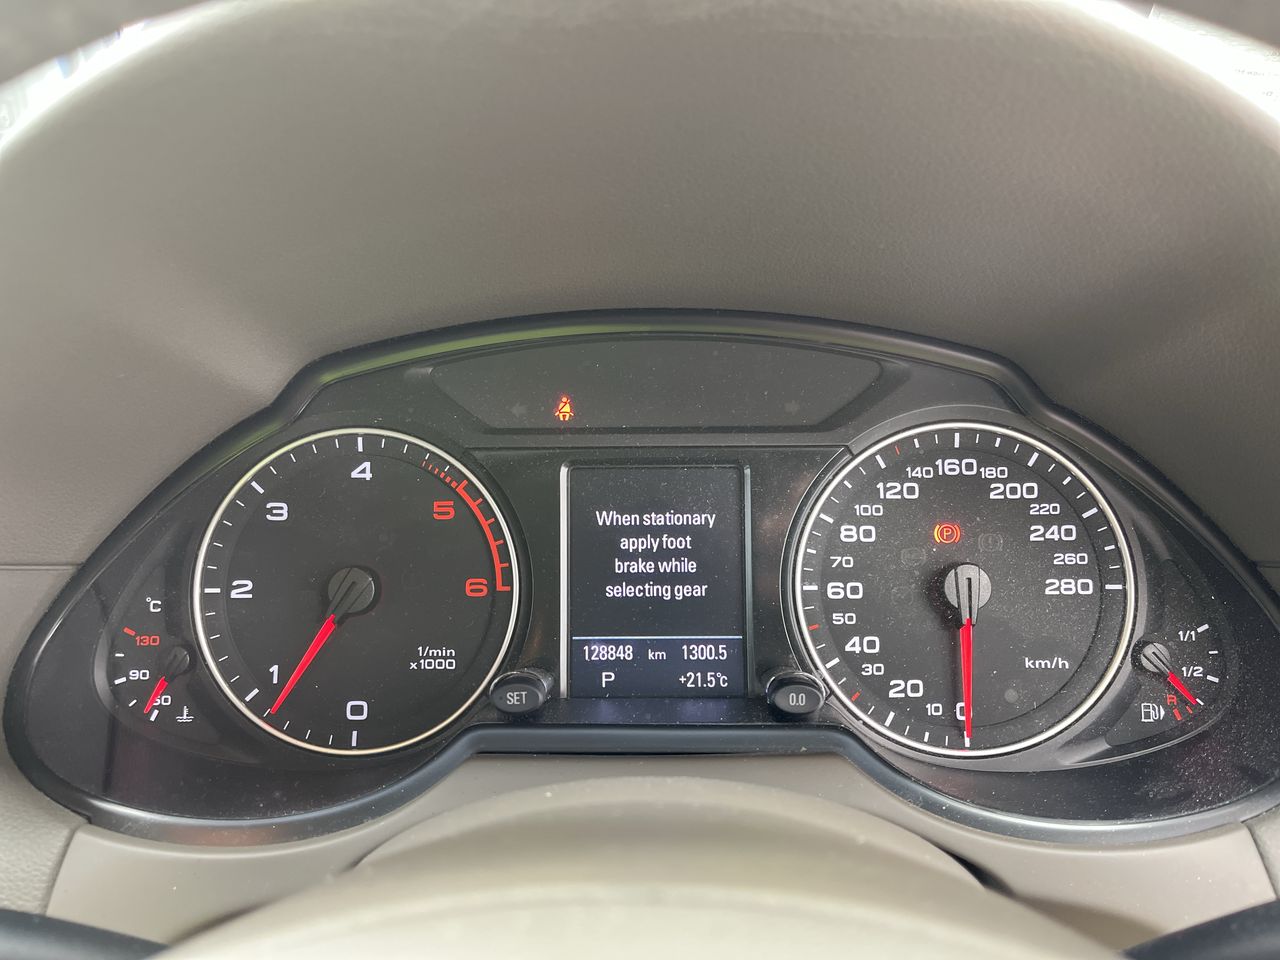 4
3
5
2
6
1
0
1/min
x1000
°C
130
90
60
SET
When stationary
apply foot
brake while
selecting gear
128848 km 1300.5
P +21.5°C
0.0
140 160 180
120 200
100 220
80 (P) 240
70 260
60 280
50
40
30 km/h
20
10 0
1/1
1/2
R